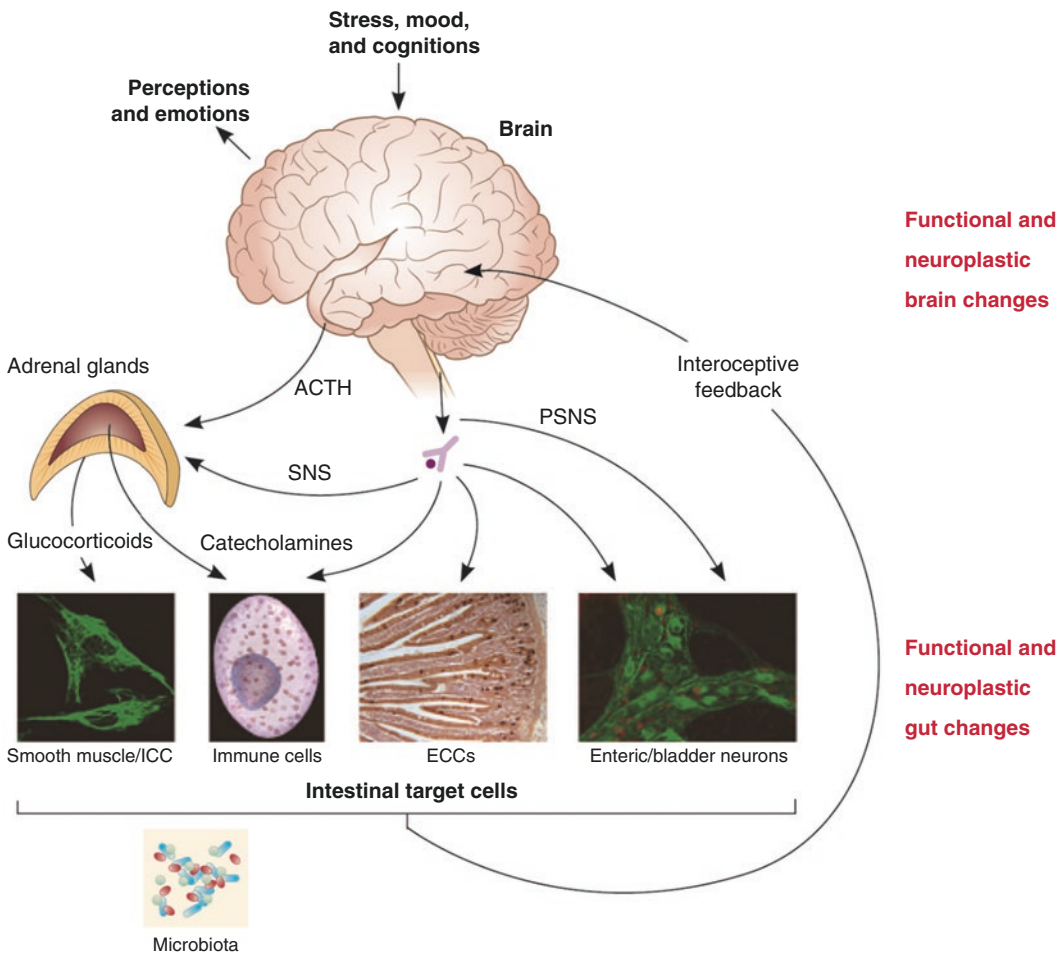 Stress, mood,
and cognitions
Perceptions
and emotions
Brain
Functional and
neuroplastic
brain changes
Interoceptive
feedback
Adrenal glands
ACTH
PSNS
SNS
Glucocorticoids
Catecholamines
Functional and
neuroplastic
gut changes
Smooth muscle/ICC
Immune cells
ECCs
Enteric/bladder neurons
Intestinal target cells
Microbiota